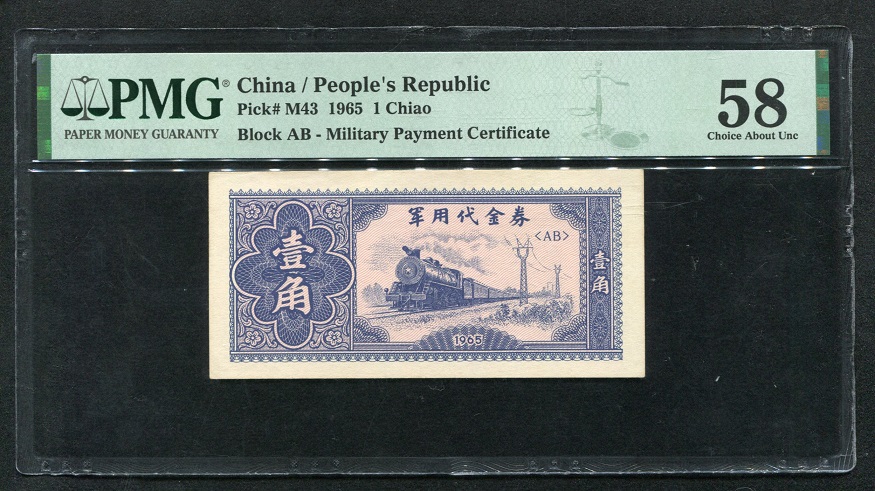 PMG®
PAPER MONEY GUARANTY
China / People's Republic
Pick# M43 1965 1 Chiao
Block AB - Military Payment Certificate
58
Choice About Unc
軍用代金券
<AB>
壹角
壹角
1965